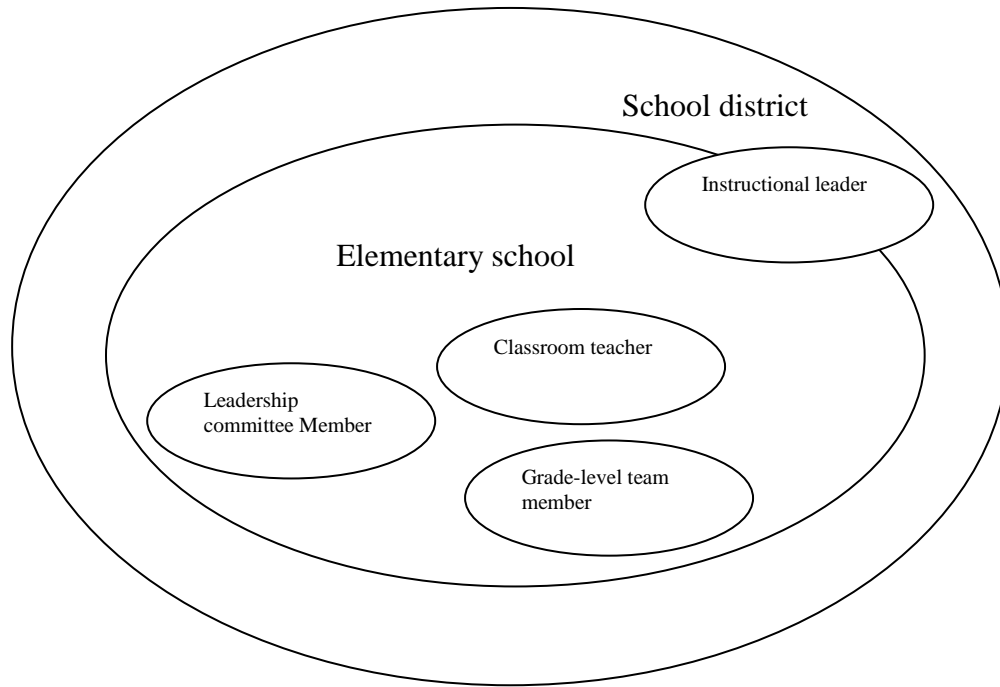 School district
Instructional leader
Elementary school
Classroom teacher
Leadership
committee Member
Grade-level team
member